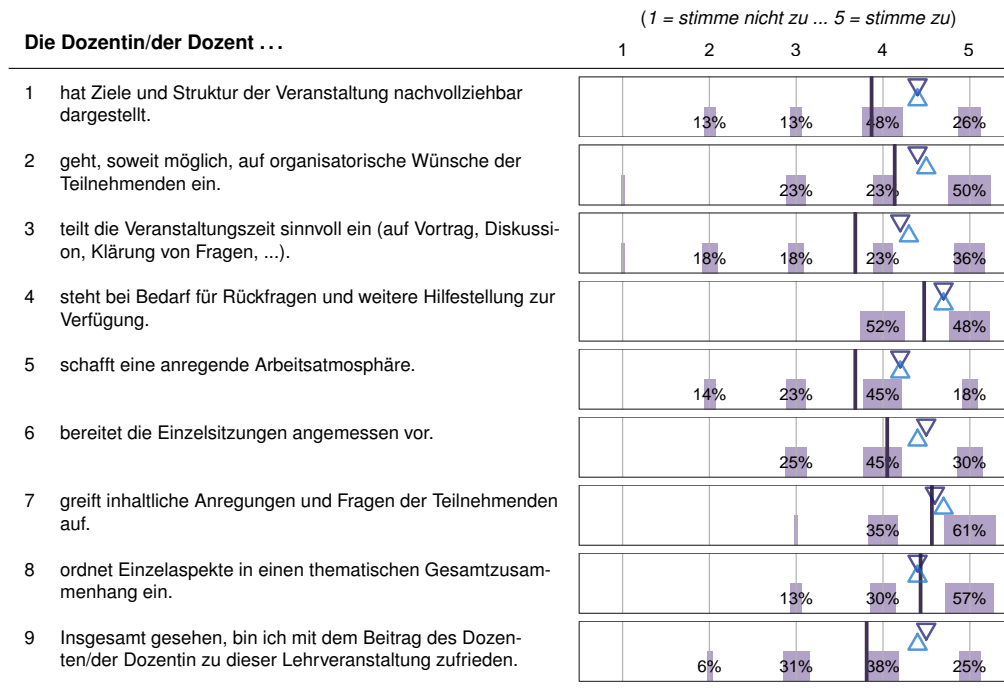 (1 = stimme nicht zu ... 5 = stimme zu)
Die Dozentin/der Dozent ...
1 2 3 4 5
1 hat Ziele und Struktur der Veranstaltung nachvollziehbar
dargestellt.
13% 13% 48% 26%
2 geht, soweit möglich, auf organisatorische Wünsche der
Teilnehmenden ein.
23% 23% 50%
3 teilt die Veranstaltungszeit sinnvoll ein (auf Vortrag, Diskussi-
on, Klärung von Fragen, ...).
18% 18% 23% 36%
4 steht bei Bedarf für Rückfragen und weitere Hilfestellung zur
Verfügung.
52% 48%
5 schafft eine anregende Arbeitsatmosphäre.
14% 23% 45% 18%
6 bereitet die Einzelsitzungen angemessen vor.
25% 45% 30%
7 greift inhaltliche Anregungen und Fragen der Teilnehmenden
auf.
35% 61%
8 ordnet Einzelaspekte in einen thematischen Gesamtzusam-
menhang ein.
13% 30% 57%
9 Insgesamt gesehen, bin ich mit dem Beitrag des Dozen-
ten/der Dozentin zu dieser Lehrveranstaltung zufrieden.
6% 31% 38% 25%